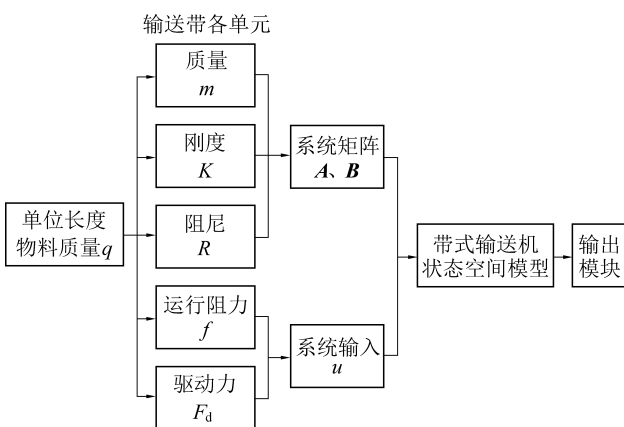 输送带各单元
质量
m
刚度
K
阻尼
R
运行阻力
f
驱动力
Fd
单位长度
物料质量q
系统矩阵
A、B
系统输入
u
带式输送机
状态空间模型
输出
模块